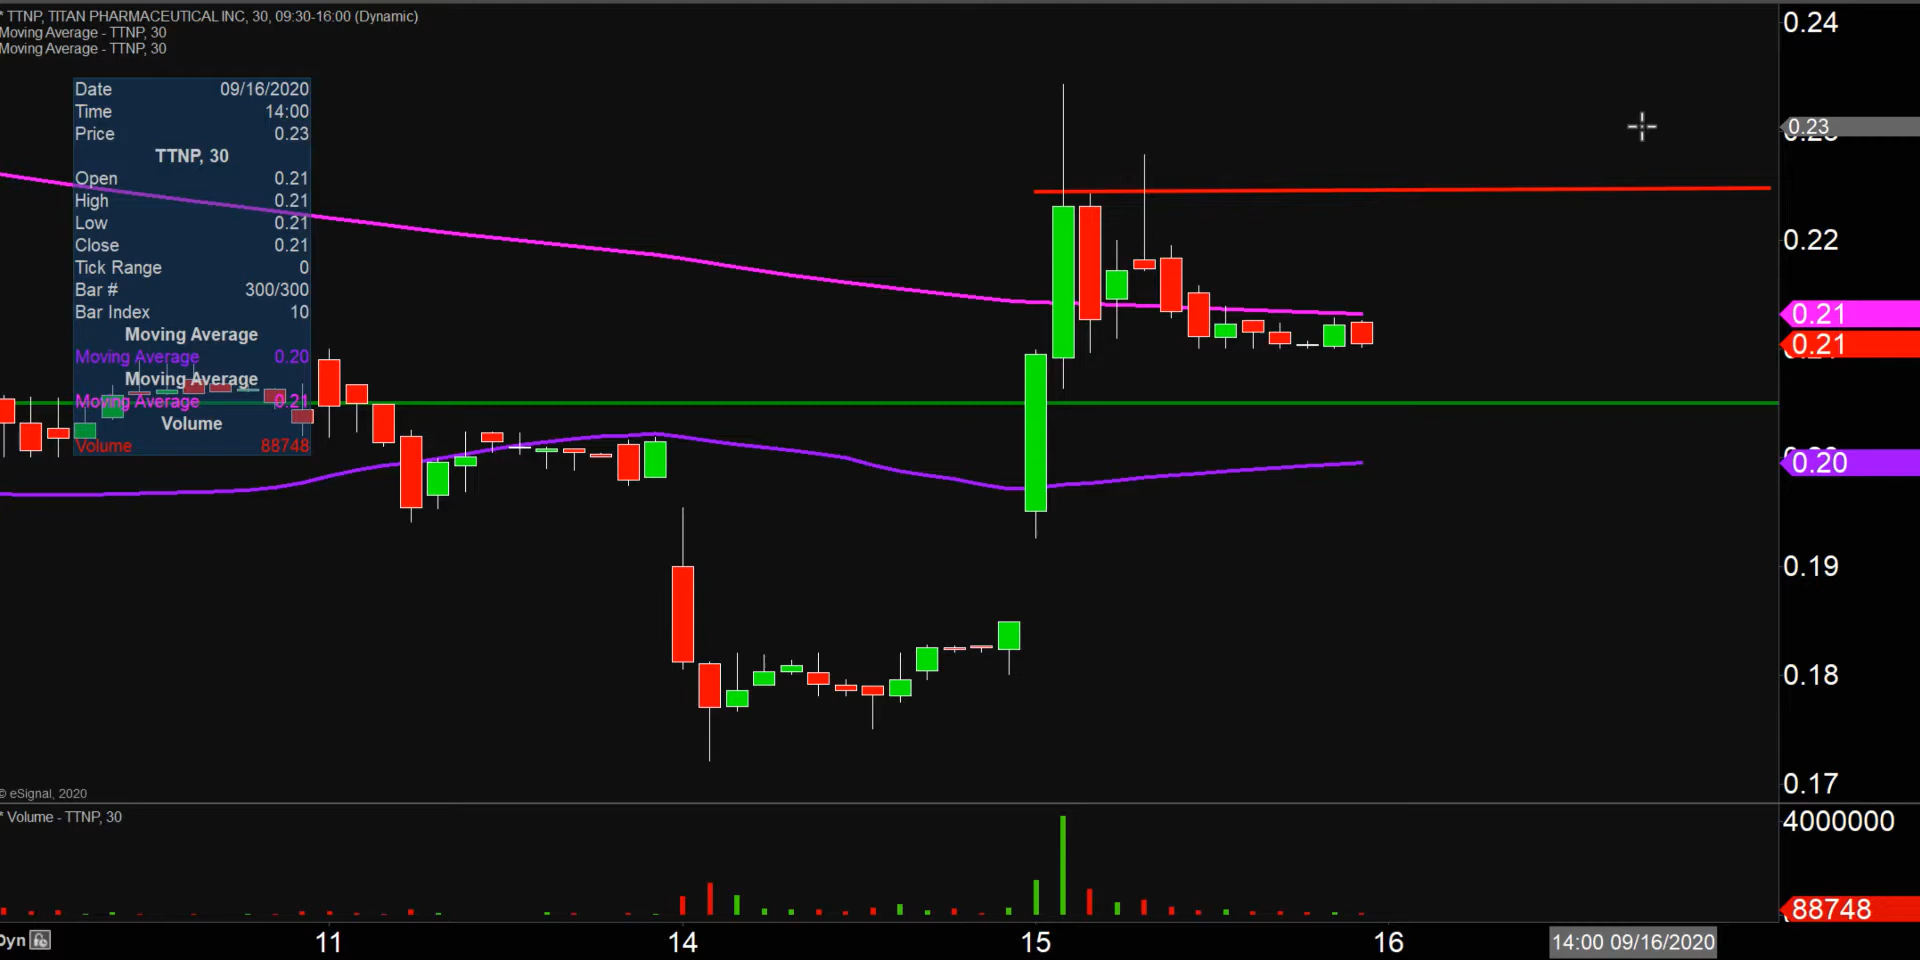 * TTNP, TITAN PHARMACEUTICAL INC, 30, 09:30-16:00 (Dynamic)
Moving Average - TTNP, 30
Moving Average - TTNP, 30
Date 09/16/2020
Time 14:00
Price 0.23
TTNP, 30
Open 0.21
High 0.21
Low 0.21
Close 0.21
Tick Range 0
Bar # 300/300
Bar Index 10
Moving Average
Moving Average 0.20
Moving Average
Moving Average 0.21
Volume
Volume 88748
0.24
0.23
0.22
0.21
0.21
0.20
0.19
0.18
0.17
© eSignal, 2020
* Volume - TTNP, 30
4000000
88748
Dyn
11 14 15 16 14:00 09/16/2020